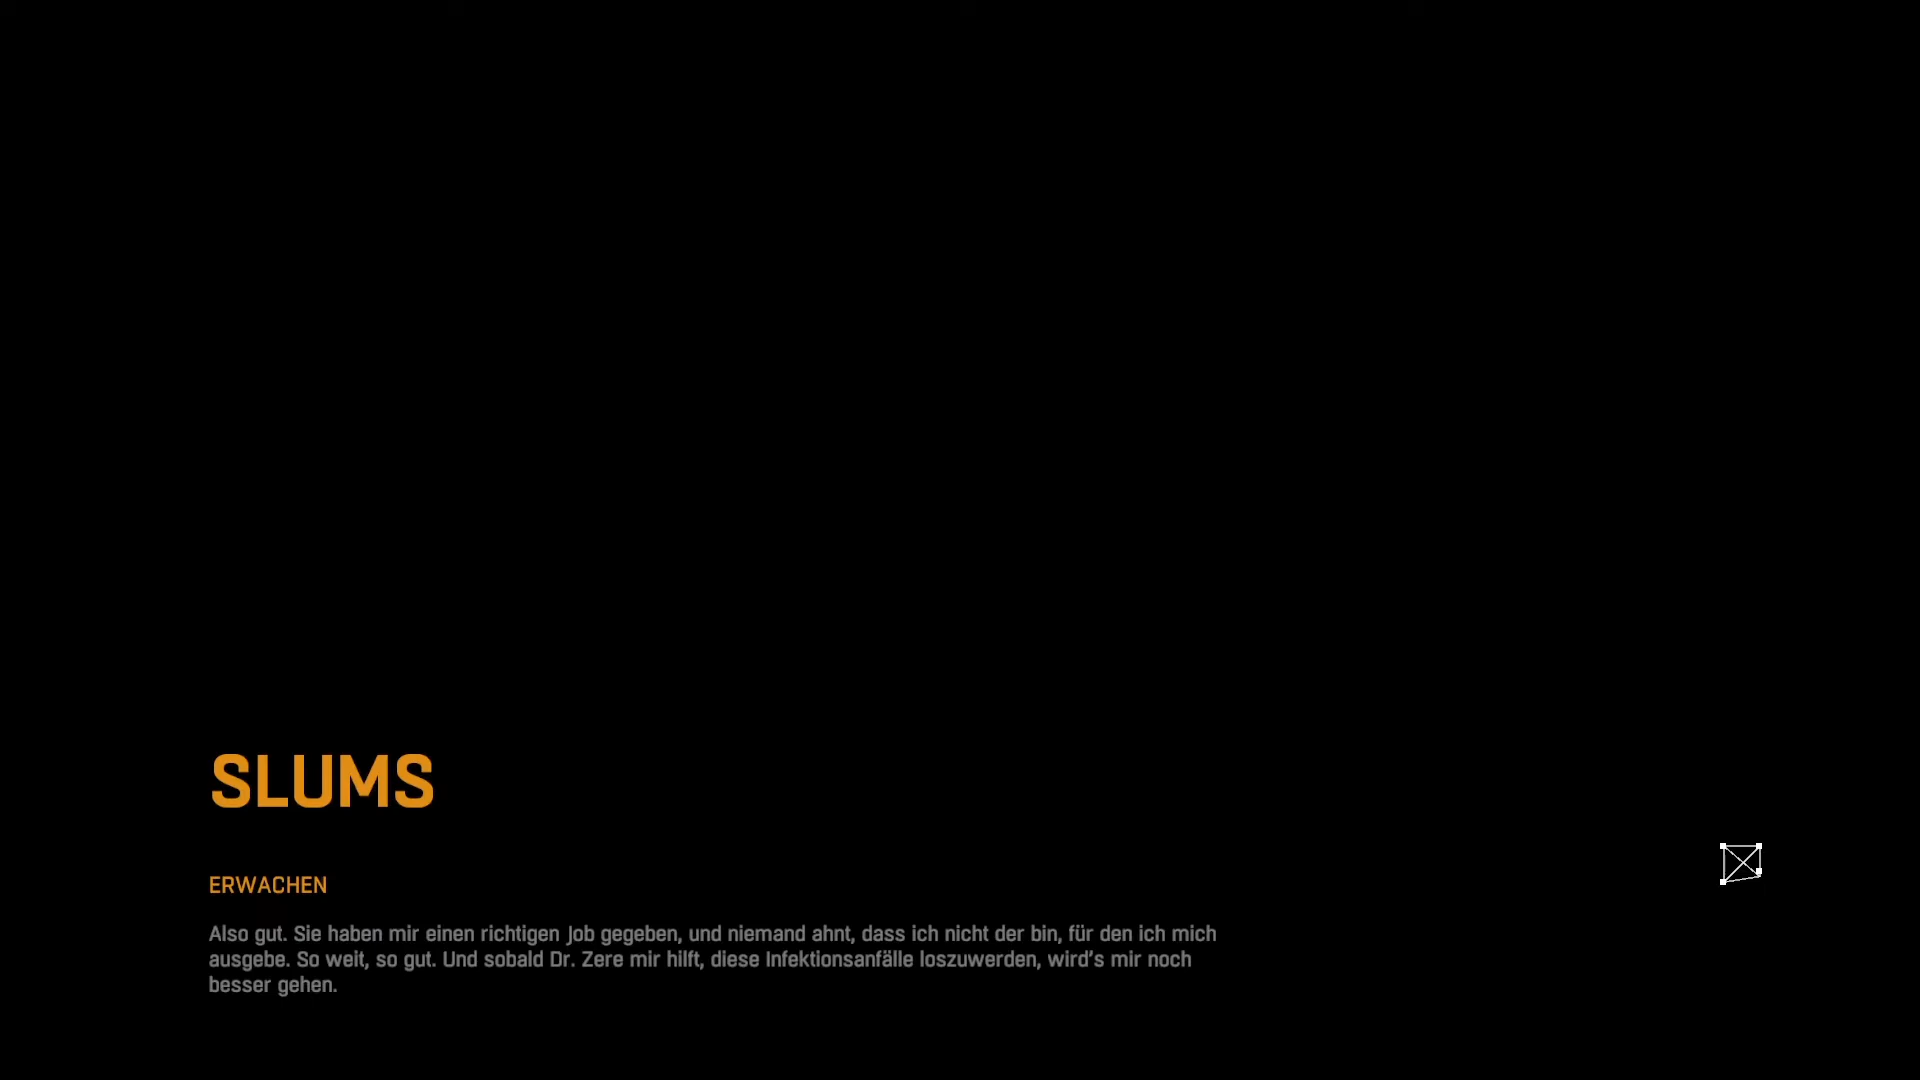 SLUMS
ERWACHEN
Also gut. Sie haben mir einen richtigen Job gegeben, und niemand ahnt, dass ich nicht der bin, für den ich mich
ausgebe. So weit, so gut. Und sobald Dr. Zere mir hilft, diese Infektionsanfälle loszuwerden, wird's mir noch
besser gehen.